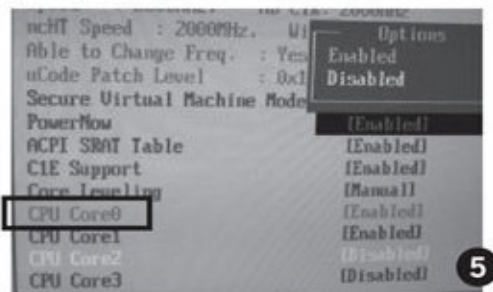 ncHT Speed : 2000MHz,
Able to Change Freq. : Yes
uCode Patch Level : 0x1
Secure Virtual Machine Mode
PowerNow [Enabled]
ACPI SRAT Table [Enabled]
C1E Support [Enabled]
Core Leveling [Manual]
CPU Core0 [Enabled]
CPU Core1 [Enabled]
CPU Core2 [Disabled]
CPU Core3 [Disabled]
Options
Enabled
Disabled
5